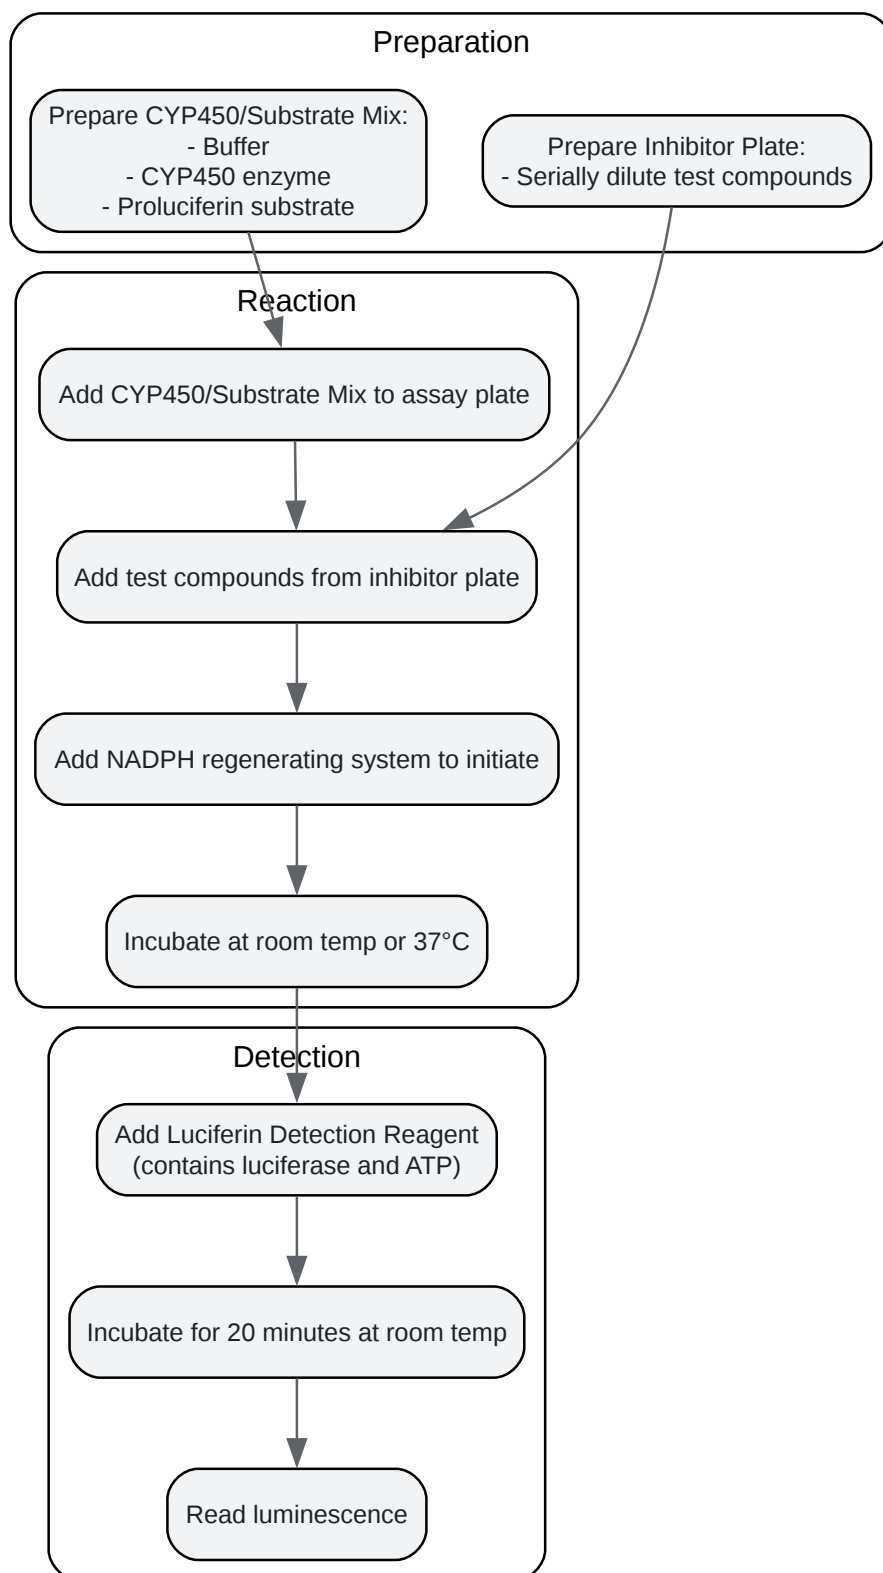 Preparation
Prepare CYP450/Substrate Mix:
- Buffer
- CYP450 enzyme
- Proluciferin substrate
Prepare Inhibitor Plate:
- Serially dilute test compounds
Reaction
Add CYP450/Substrate Mix to assay plate
Add test compounds from inhibitor plate
Add NADPH regenerating system to initiate
Incubate at room temp or 37°C
Detection
Add Luciferin Detection Reagent
(contains luciferase and ATP)
Incubate for 20 minutes at room temp
Read luminescence